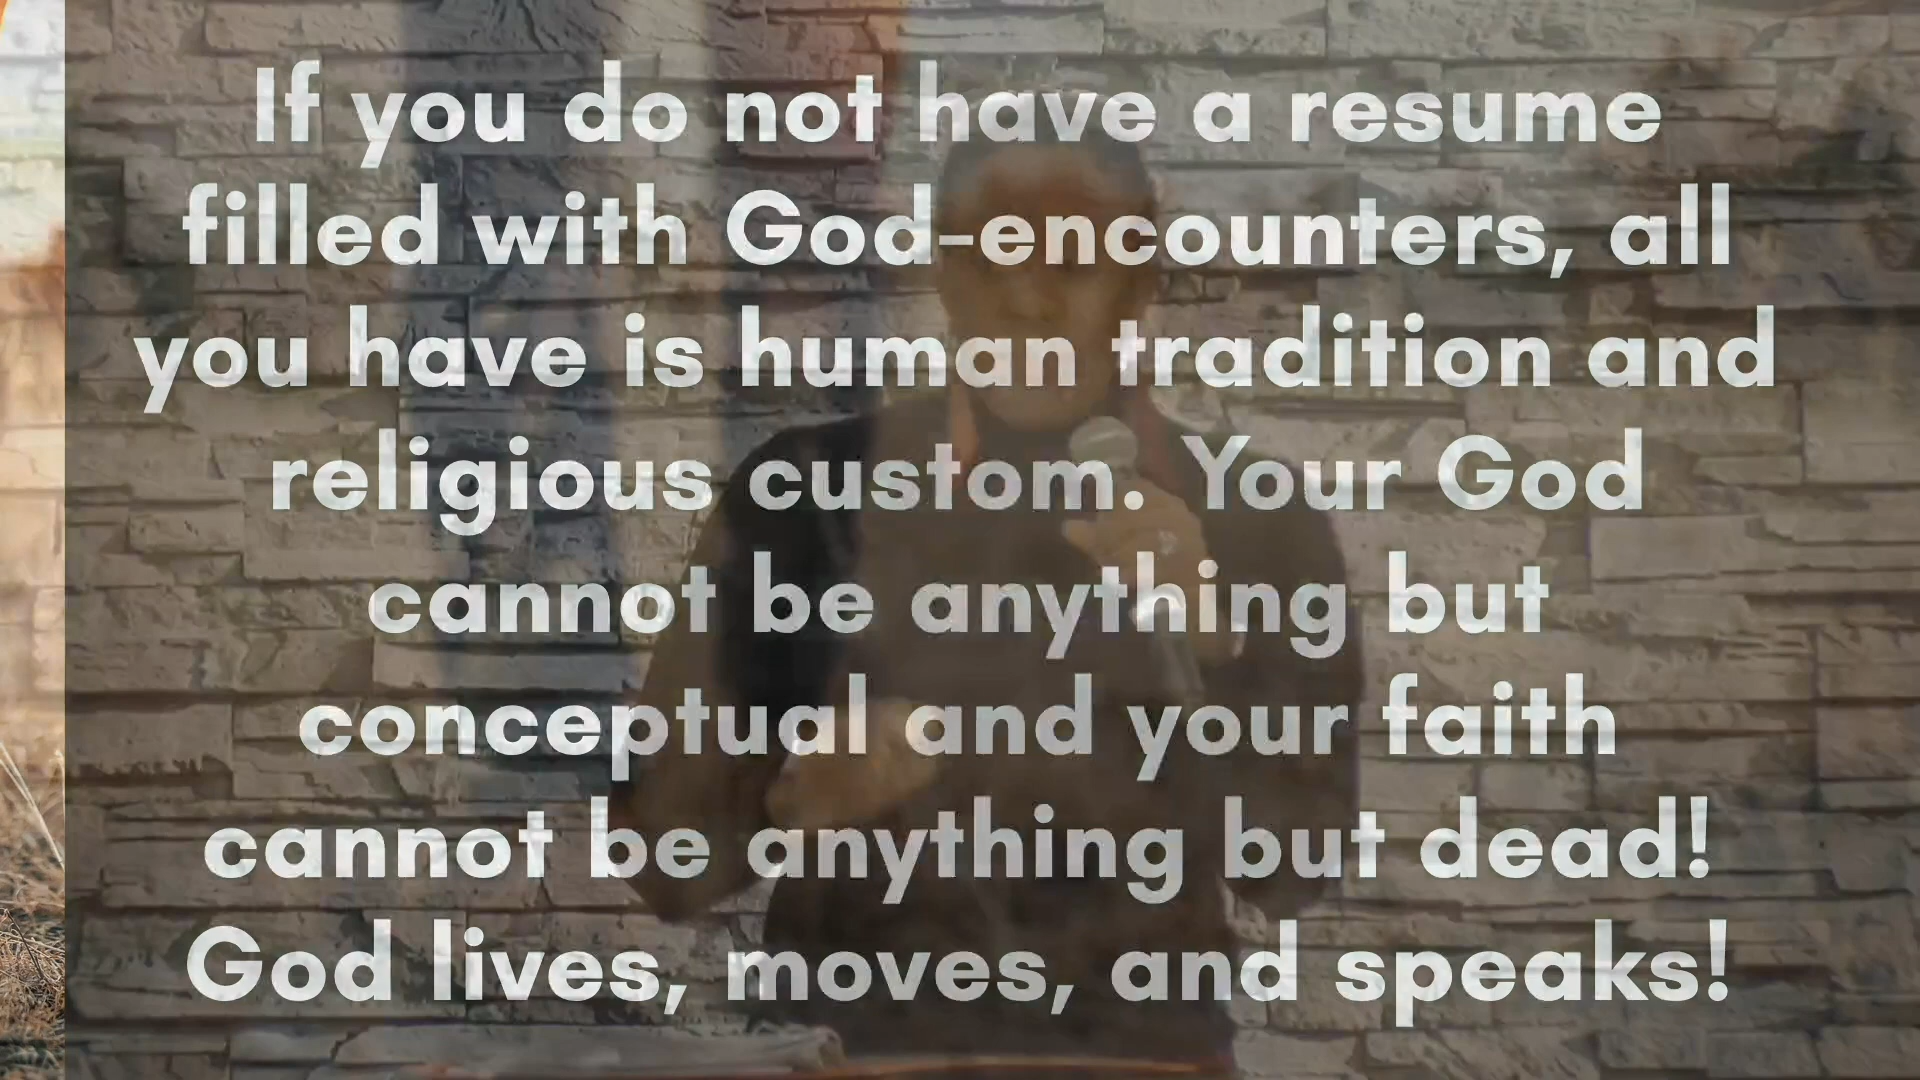 If you do not have a resume
filled with God-encounters, all
you have is human tradition and
religious custom. Your God
cannot be anything but
conceptual and your faith
cannot be anything but dead!
God lives, moves, and speaks!